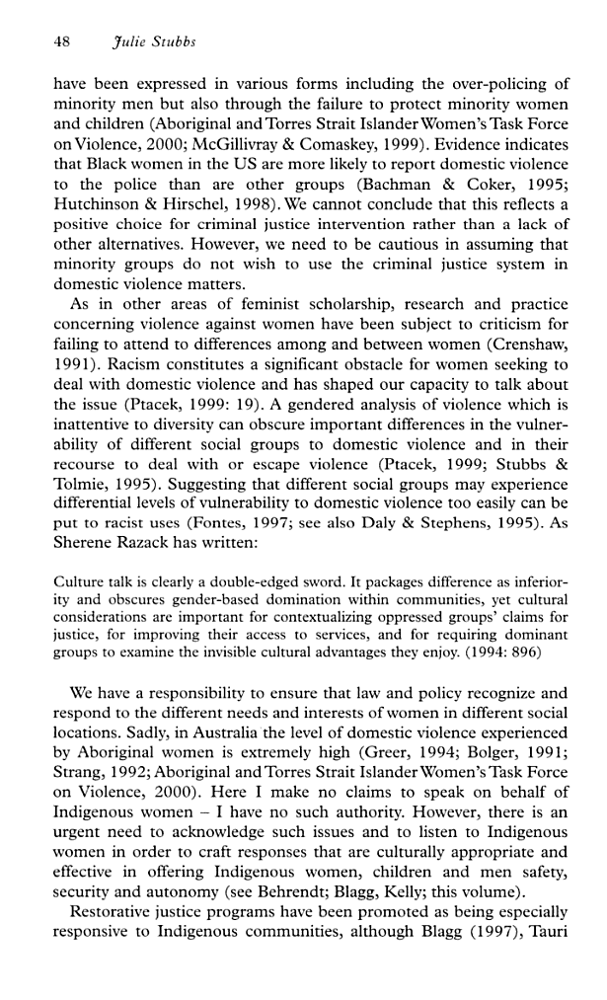 48 Julie Stubbs
have been expressed in various forms including the over-policing of
minority men but also through the failure to protect minority women
and children (Aboriginal and Torres Strait Islander Women's Task Force
on Violence, 2000; McGillivray & Comaskey, 1999). Evidence indicates
that Black women in the US are more likely to report domestic violence
to the police than are other groups (Bachman & Coker, 1995;
Hutchinson & Hirschel, 1998). We cannot conclude that this reflects a
positive choice for criminal justice intervention rather than a lack of
other alternatives. However, we need to be cautious in assuming that
minority groups do not wish to use the criminal justice system in
domestic violence matters.
As in other areas of feminist scholarship, research and practice
concerning violence against women have been subject to criticism for
failing to attend to differences among and between women (Crenshaw,
1991). Racism constitutes a significant obstacle for women seeking to
deal with domestic violence and has shaped our capacity to talk about
the issue (Ptacek, 1999: 19). A gendered analysis of violence which is
inattentive to diversity can obscure important differences in the vulner-
ability of different social groups to domestic violence and in their
recourse to deal with or escape violence (Ptacek, 1999; Stubbs &
Tolmie, 1995). Suggesting that different social groups may experience
differential levels of vulnerability to domestic violence too easily can be
put to racist uses (Fontes, 1997; see also Daly & Stephens, 1995). As
Sherene Razack has written:
Culture talk is clearly a double-edged sword. It packages difference as inferior-
ity and obscures gender-based domination within communities, yet cultural
considerations are important for contextualizing oppressed groups' claims for
justice, for improving their access to services, and for requiring dominant
groups to examine the invisible cultural advantages they enjoy. (1994: 896)
We have a responsibility to ensure that law and policy recognize and
respond to the different needs and interests of women in different social
locations. Sadly, in Australia the level of domestic violence experienced
by Aboriginal women is extremely high (Greer, 1994; Bolger, 1991;
Strang, 1992; Aboriginal and Torres Strait Islander Women's Task Force
on Violence, 2000). Here I make no claims to speak on behalf of
Indigenous women – I have no such authority. However, there is an
urgent need to acknowledge such issues and to listen to Indigenous
women in order to craft responses that are culturally appropriate and
effective in offering Indigenous women, children and men safety,
security and autonomy (see Behrendt; Blagg, Kelly; this volume).
Restorative justice programs have been promoted as being especially
responsive to Indigenous communities, although Blagg (1997), Tauri